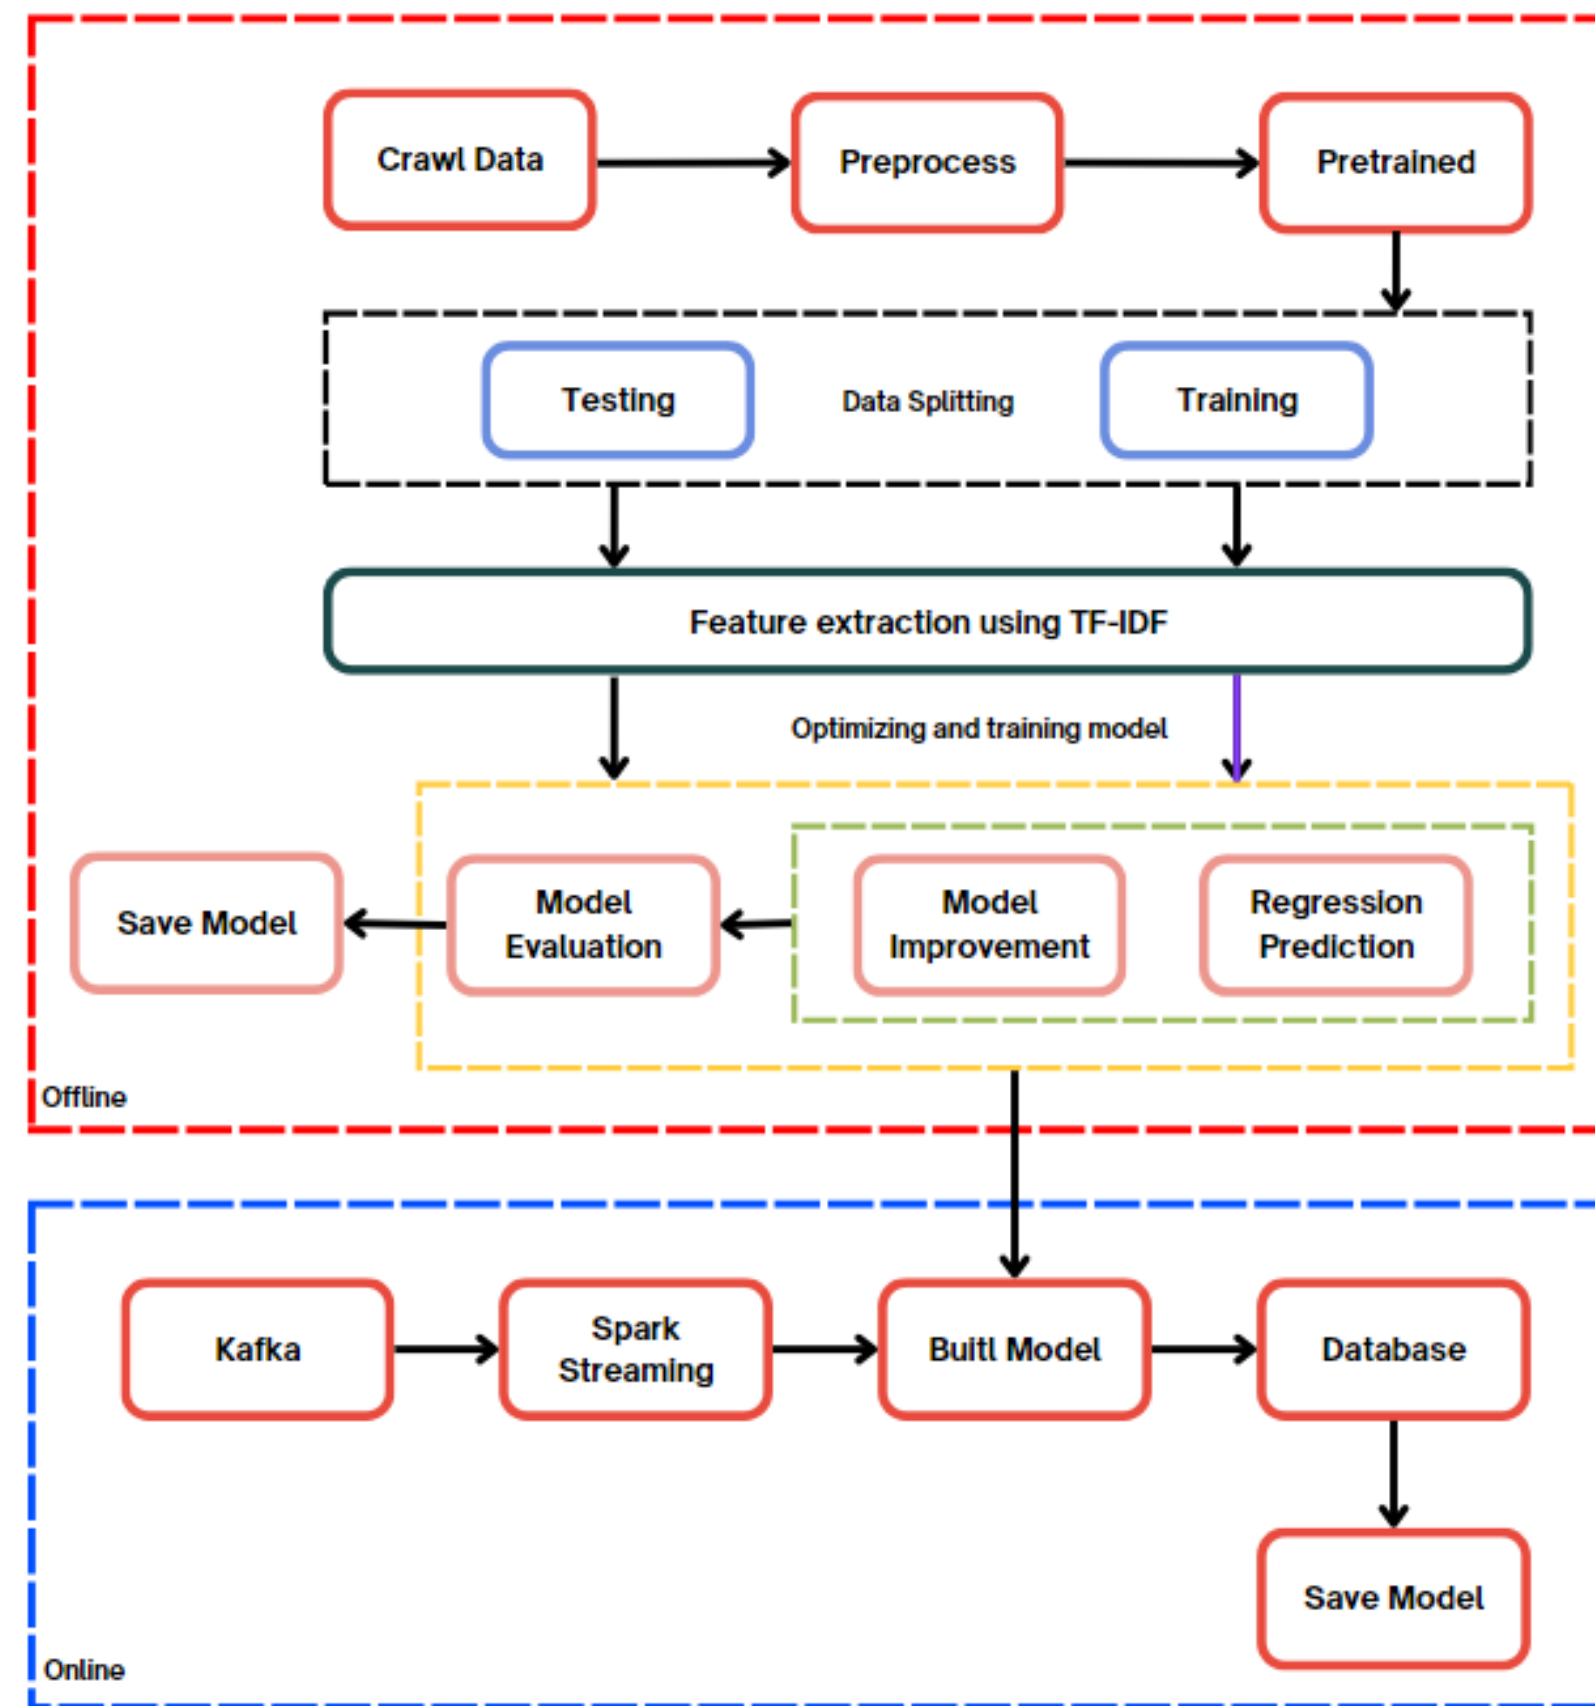 Crawl Data
Preprocess
Pretrained
Testing
Data Splitting
Training
Feature extraction using TF-IDF
Optimizing and training model
Save Model
Model
Evaluation
Model
Improvement
Regression
Prediction
Offline
Kafka
Spark
Streaming
Buitl Model
Database
Save Model
Online